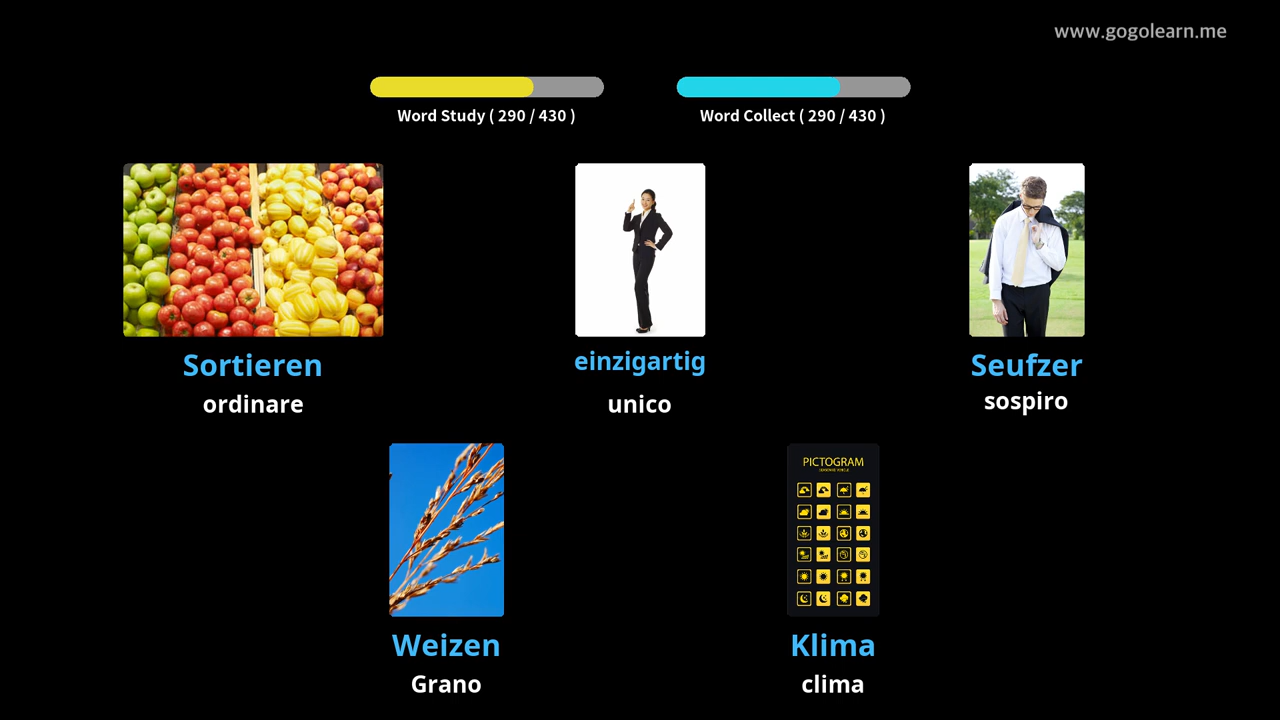 www.gogolearn.me
Word Study ( 290 / 430 )
Word Collect ( 290 / 430 )
Sortieren
ordinare
einzigartig
unico
Seufzer
sospiro
PICTOGRAM
Weizen
Grano
Klima
clima